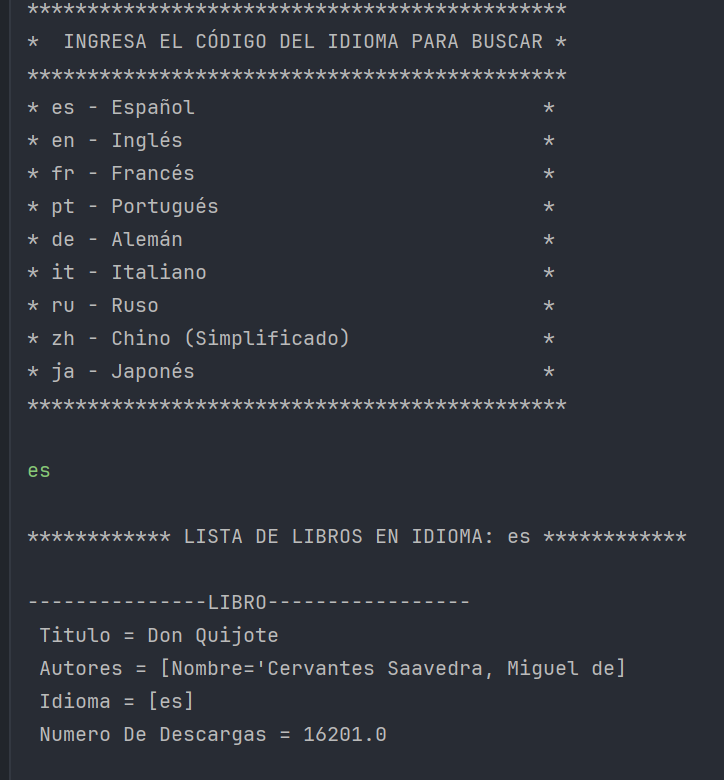 *********************************************
*  INGRESA EL CÓDIGO DEL IDIOMA PARA BUSCAR *
*********************************************
* es - Español                             *
* en - Inglés                              *
* fr - Francés                             *
* pt - Portugués                           *
* de - Alemán                              *
* it - Italiano                            *
* ru - Ruso                                *
* zh - Chino (Simplificado)                *
* ja - Japonés                             *
*********************************************
es
************ LISTA DE LIBROS EN IDIOMA: es ************
---------------LIBRO-----------------
Titulo = Don Quijote
Autores = [Nombre='Cervantes Saavedra, Miguel de]
Idioma = [es]
Numero De Descargas = 16201.0